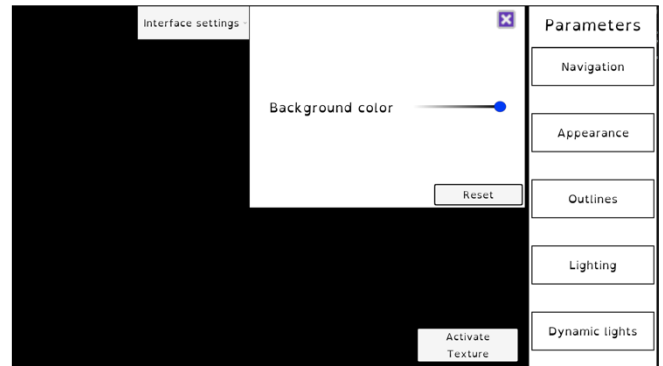 Interface settings -
Parameters
Navigation
Background color
Appearance
Reset
Outlines
Lighting
Activate
Texture
Dynamic lights